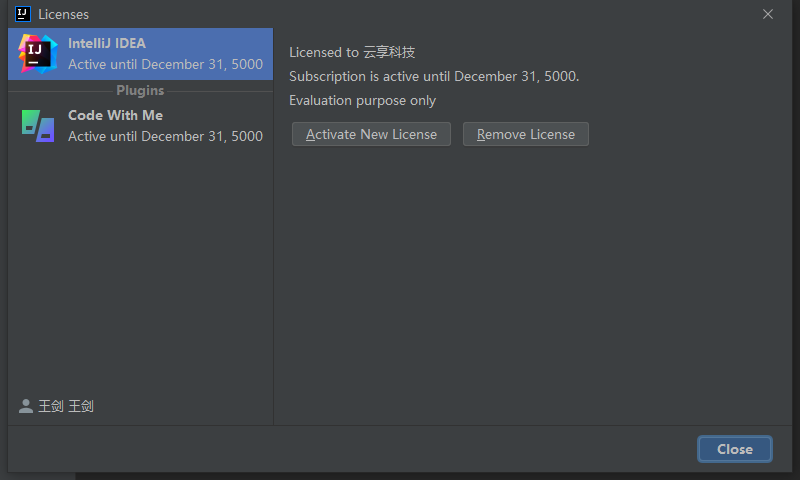 Licenses
IntelliJ IDEA
Active until December 31, 5000
Plugins
Code With Me
Active until December 31, 5000
王剑 王剑
Licensed to 云享科技
Subscription is active until December 31, 5000.
Evaluation purpose only
Activate New License
Remove License
Close